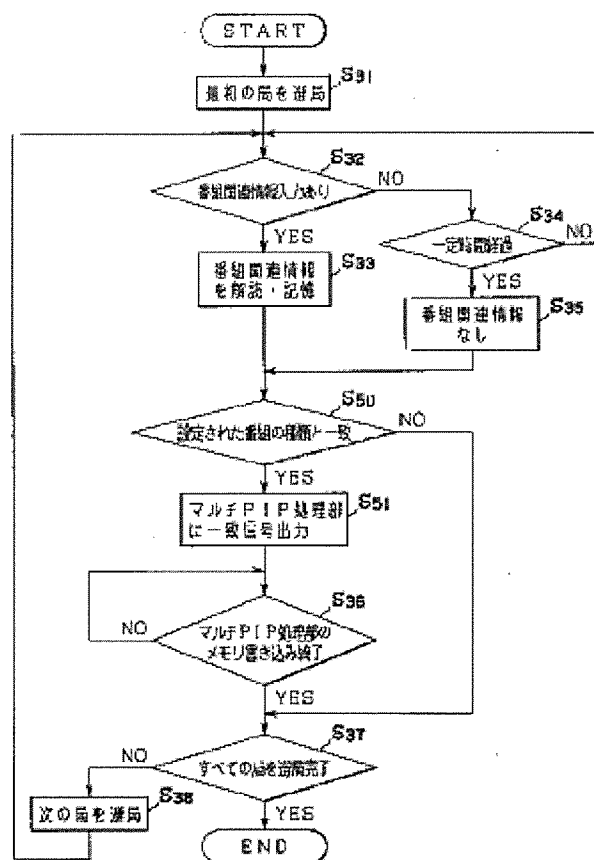 START
S31
最初の局を選局
S32
番組関連情報入力あり
NO
YES
S34
一定時間経過
NO
YES
S33
番組関連情報
を解読・記憶
S35
番組関連情報
なし
S50
設定された番組の種類と一致
NO
YES
S51
マルチPIP処理部
に一致信号出力
S36
マルチPIP処理部の
メモリ書き込み終了
NO
YES
S37
すべての局を選局完了
NO
YES
S38
次の局を選局
END